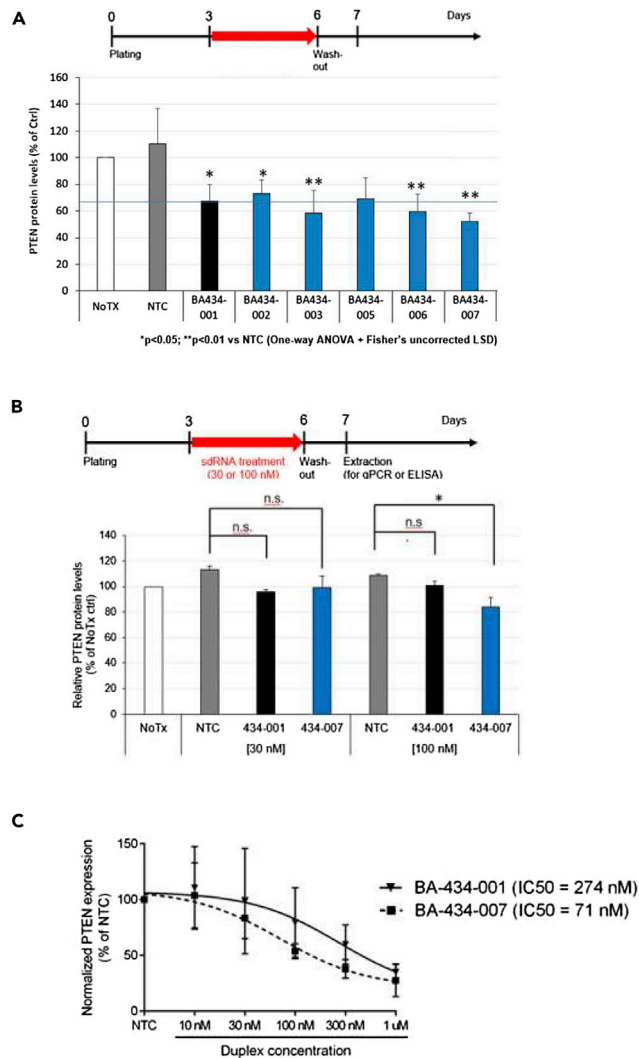 A
0 3 6 7 Days
Plating Wash-
out
PTEN protein levels (% of Ctrl)
160
140
120
100
80
60
40
20
0
* * ** ** **
NoTX NTC BA434- BA434- BA434- BA434- BA434- BA434-
001 002 003 005 006 007
*p<0.05; **p<0.01 vs NTC (One-way ANOVA + Fisher's uncorrected LSD)
B
0 3 6 7 Days
Plating sdRNA treatment Wash- Extraction
(30 or 100 nM) out (for qPCR or ELISA)
n.s. *
n.s. n.s
.
Relative PTEN protein levels
(% of NoTx ctrl)
140
120
100
80
60
40
20
0
NoTx NTC 434-001 434-007 NTC 434-001 434-007
[30 nM] [100 nM]
C
Normalized PTEN expression
(% of NTC)
150
100
50
0
BA-434-001 (IC50 = 274 nM)
BA-434-007 (IC50 = 71 nM)
NTC 10 nM 30 nM 100 nM 300 nM 1 uM
Duplex concentration